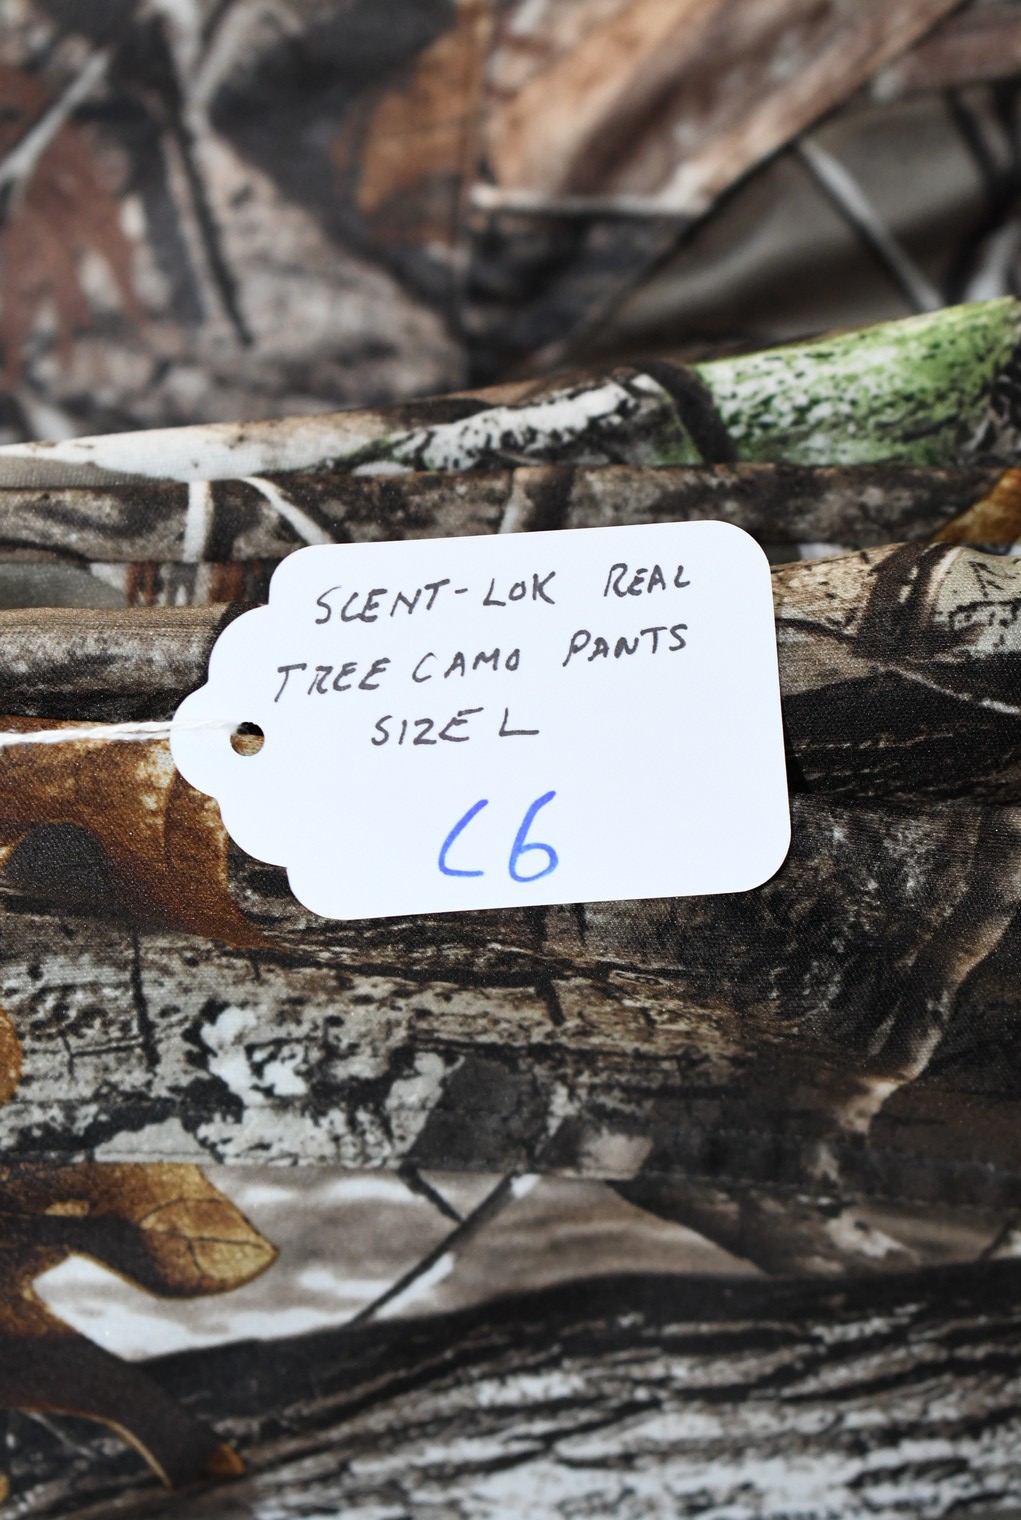 SCENT-LOK REAL
TREE CAMO PANTS
SIZE L
C6